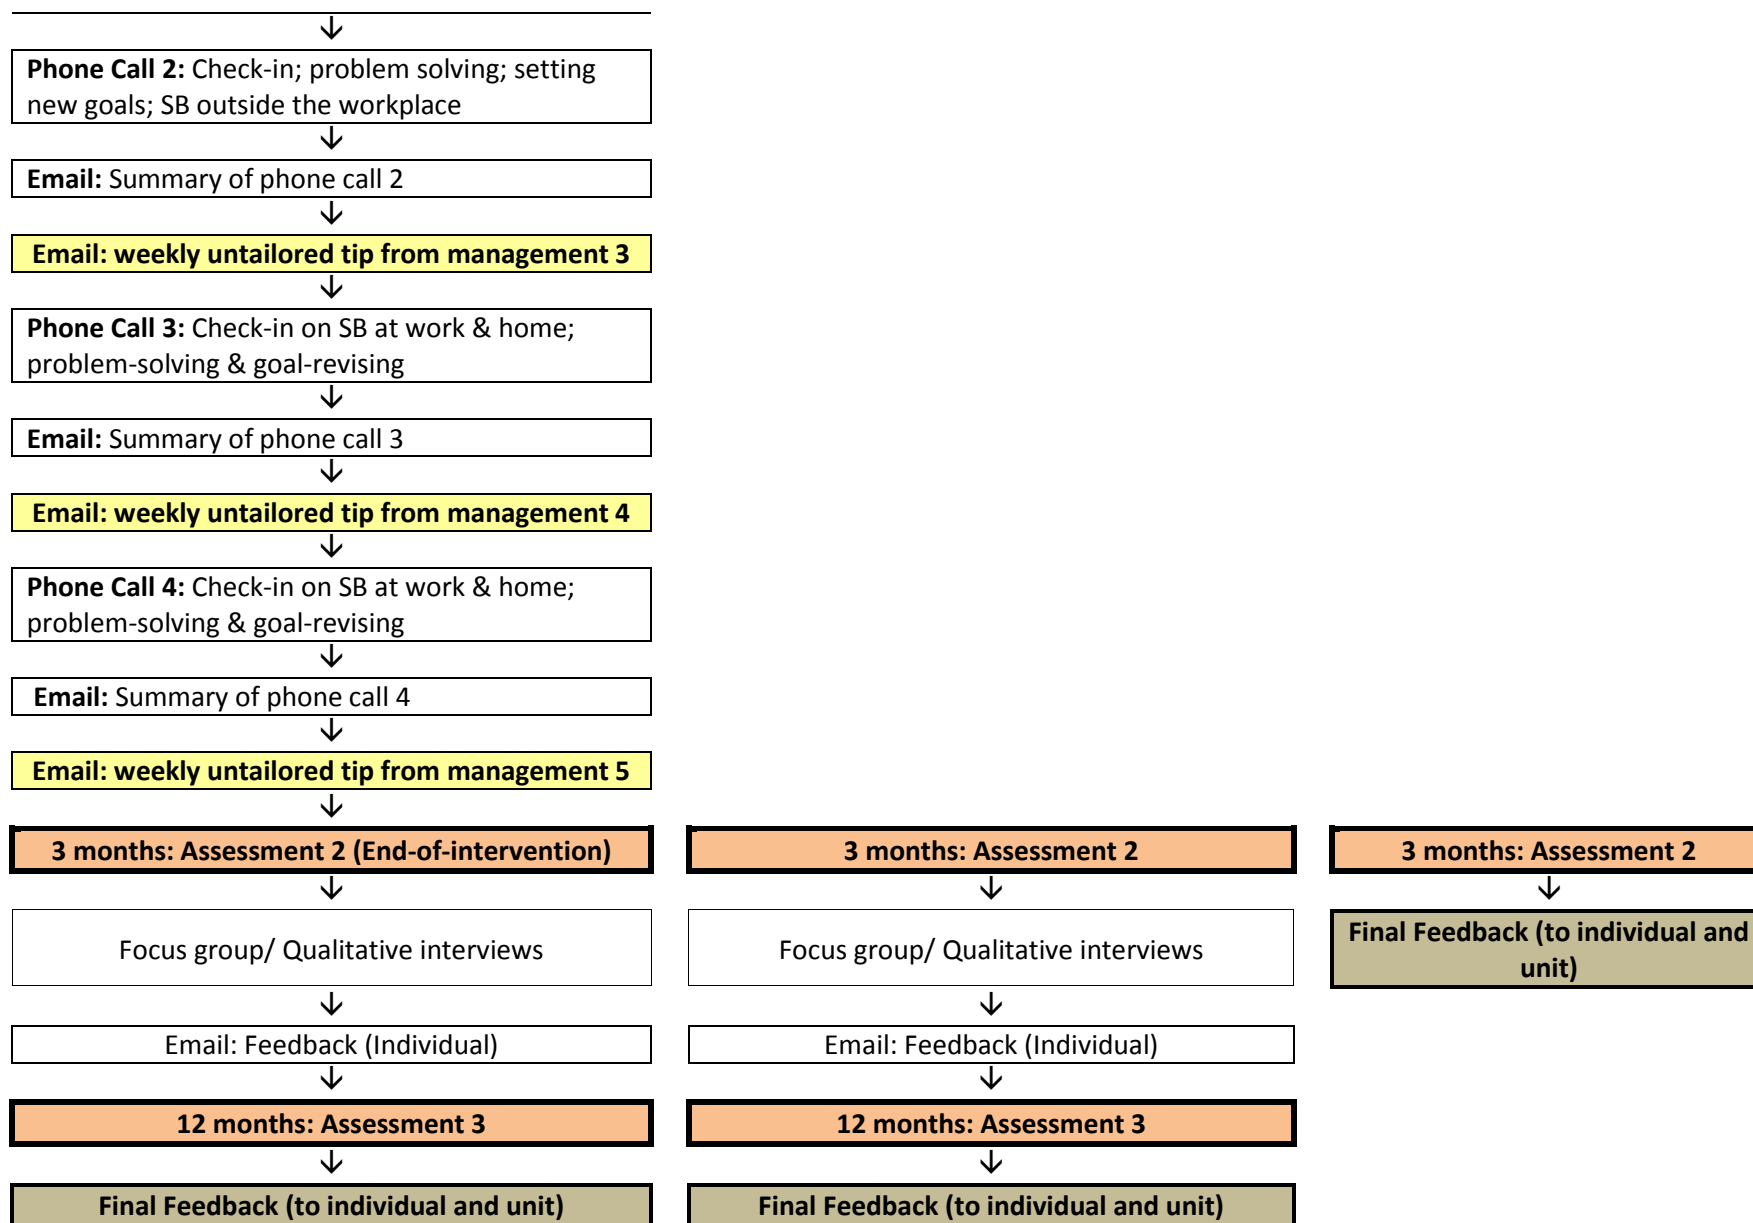 Phone Call 2: Check-in; problem solving; setting
new goals; SB outside the workplace
Email: Summary of phone call 2
Email: weekly untailored tip from management 3
Phone Call 3: Check-in on SB at work & home;
problem-solving & goal-revising
Email: Summary of phone call 3
Email: weekly untailored tip from management 4
Phone Call 4: Check-in on SB at work & home;
problem-solving & goal-revising
Email: Summary of phone call 4
Email: weekly untailored tip from management 5
3 months: Assessment 2 (End-of-intervention)
Focus group/ Qualitative interviews
Email: Feedback (Individual)
12 months: Assessment 3
Final Feedback (to individual and unit)
3 months: Assessment 2
Focus group/ Qualitative interviews
Email: Feedback (Individual)
12 months: Assessment 3
Final Feedback (to individual and unit)
3 months: Assessment 2
Final Feedback (to individual and
unit)